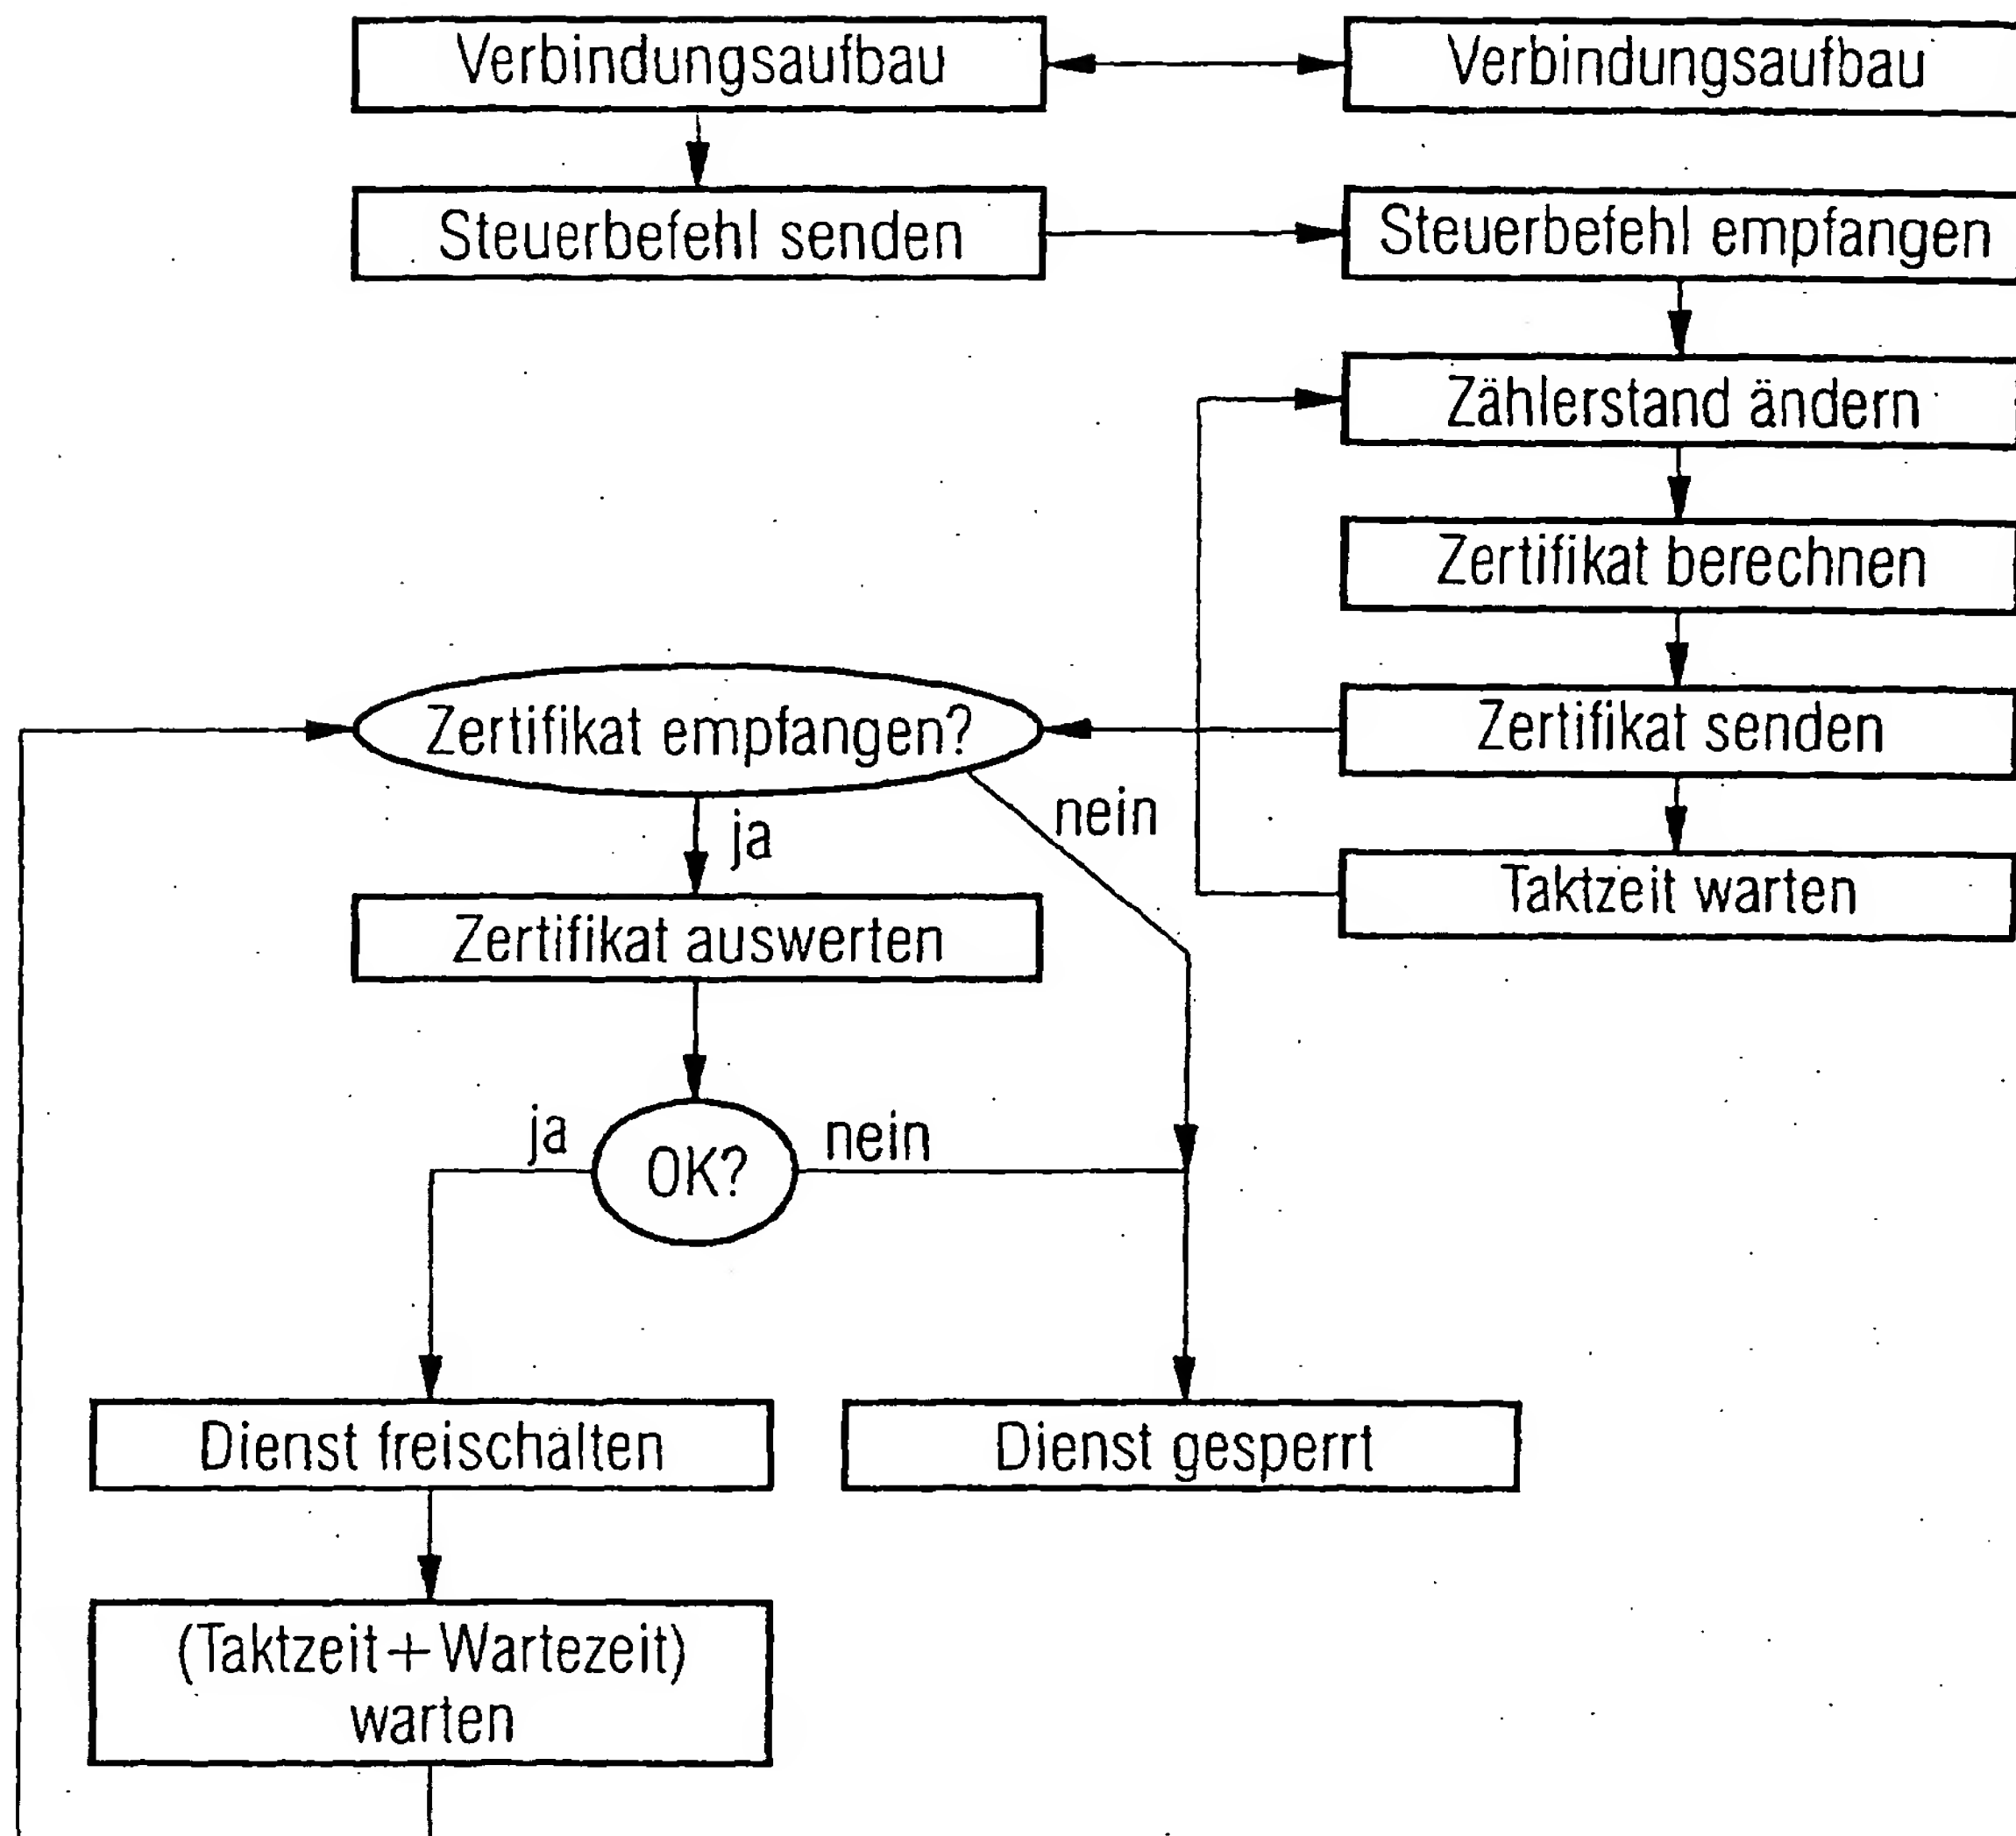 Verbindungsaufbau
Verbindungsaufbau
Steuerbefehl senden
Steuerbefehl empfangen
Zählerstand ändern
Zertifikat berechnen
Zertifikat empfangen?
Zertifikat senden
nein
ja
Taktzeit warten
Zertifikat auswerten
ja
nein
OK?
Dienst freischalten
Dienst gesperrt
(Taktzeit+Wartezeit)
warten